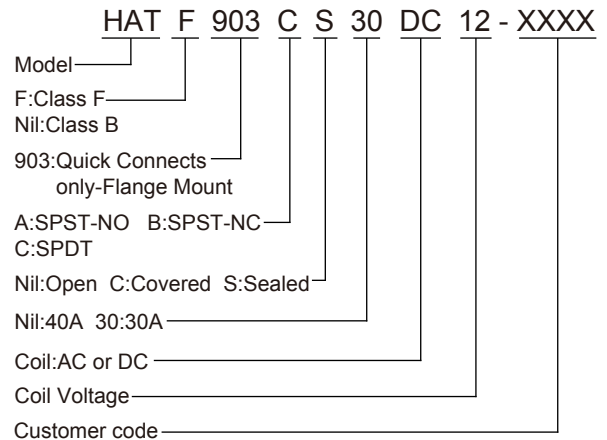 HAT F 903 C S 30 DC 12 - XXXX
Model
F:Class F
Nil:Class B
903:Quick Connects
only-Flange Mount
A:SPST-NO B:SPST-NC
C:SPDT
Nil:Open C:Covered S:Sealed
Nil:40A 30:30A
Coil:AC or DC
Coil Voltage
Customer code